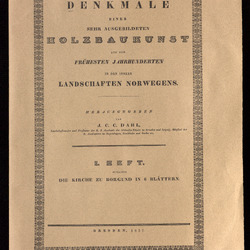 DENKMALE
EINER
SEHR AUSGEBILDETEN
HOLZBAUKUNST
AUS DEN
FRÜHESTEN JAHRHUNDERTEN
IN DEN INNERN
LANDSCHAFTEN NORWEGENS.
HERAUSGEGEBEN
VON
J. C. C. DAHL,
I. HEFT,
DIE KIRCHE ZU BORGUND IN 6 BLÄTTERN.
DRESDEN,